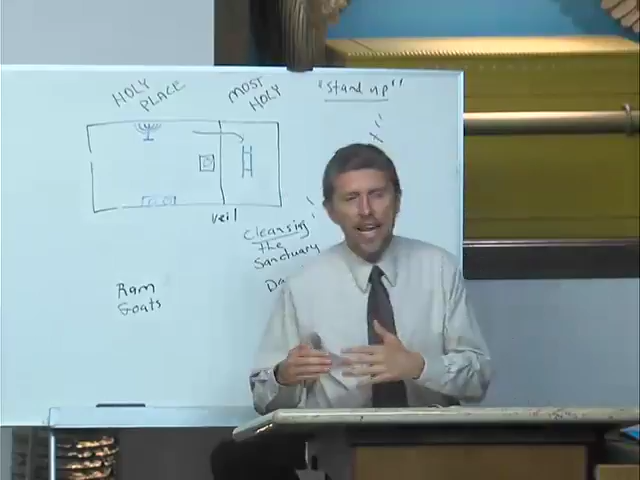 HOLY
PLACE
MOST
HOLY
"Stand up"
veil
Cleansing
The
Sanctuary
Ram
Goats